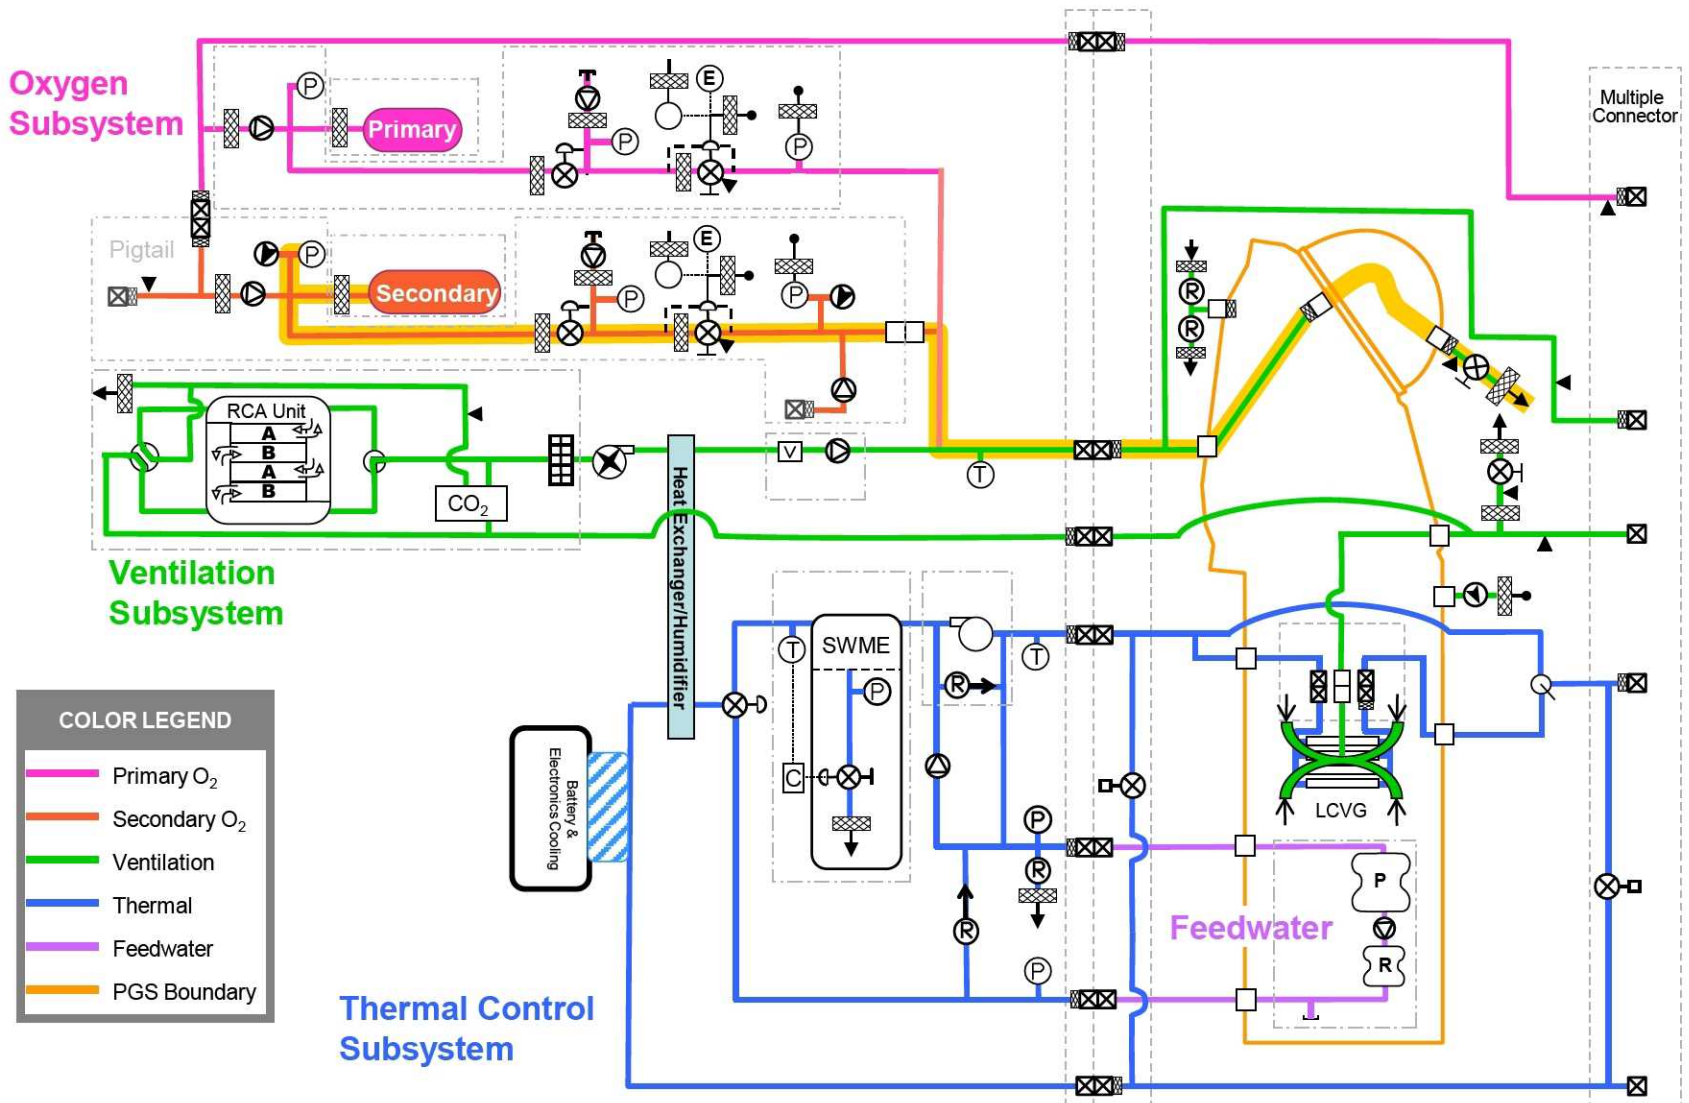 Oxygen
Subsystem
P
Primary
P
E
P
Multiple
Connector
Pigtail
P
Secondary
P
E
P
R
R
RCA Unit
A
B
A
B
CO2
V
T
Heat Exchanger/Humidifier
Ventilation
Subsystem
T
SWME
P
R
T
C
Battery &
Electronics Cooling
LCVG
COLOR LEGEND
Primary O2
Secondary O2
Ventilation
Thermal
Feedwater
PGS Boundary
P
R
R
P
P
R
Feedwater
Thermal Control
Subsystem